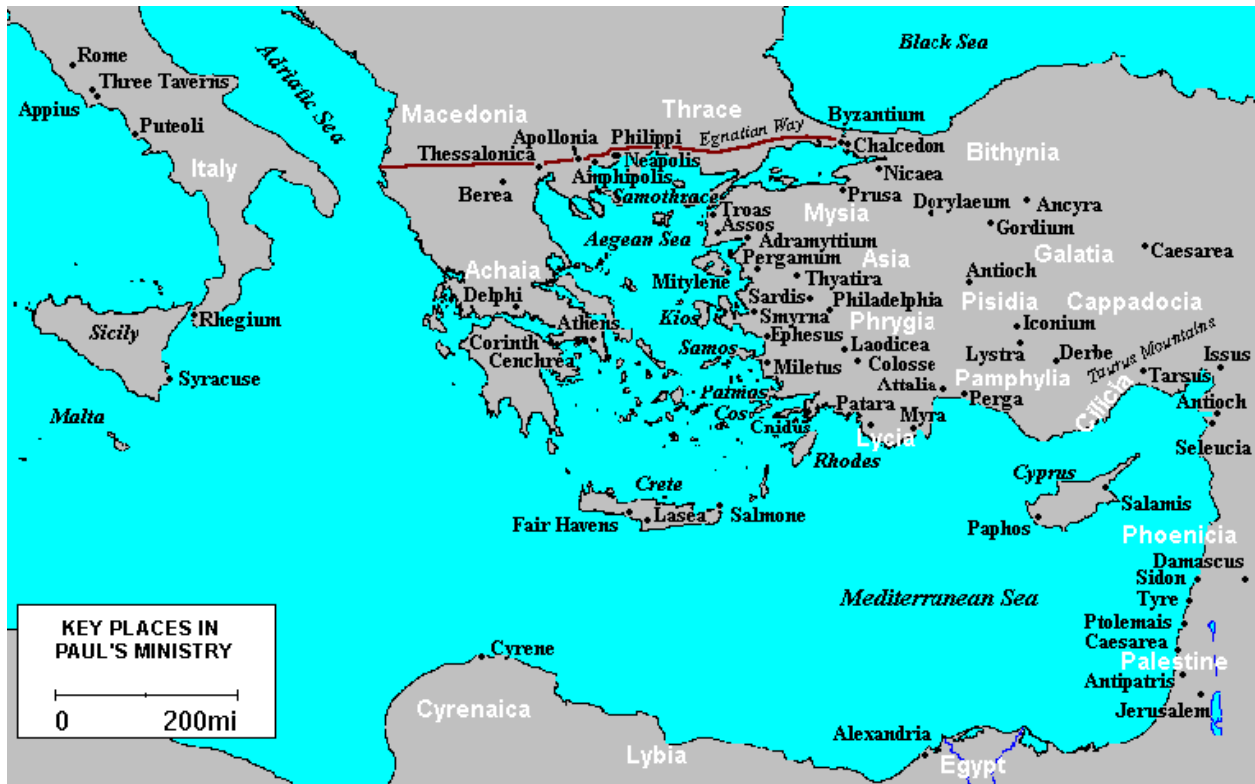 Black Sea
Rome
Adriatic Sea
Three Taverns
Appius
Macedonia
Thrace
Byzantium
Puteoli
Apollonia
Philippi
Egnatian Way
Chalcedon
Bithynia
Italy
Thessalonica
Neapolis
Nicaea
Amphipolis
Berea
Samothrace
Prusa
Dorylaeum
Ancyra
Troas
Mysia
Gordium
Assos
Aegean Sea
Adramyttium
Galatia
Caesarea
Pergamum
Asia
Achaia
Mitylene
Thyatira
Antioch
Delphi
Sardis
Philadelphia
Pisidia
Cappadocia
Sicily
Rhegium
Kios
Smyrna
Phrygia
Iconium
Athens
Ephesus
Corinth
Samos
Laodicea
Lystra
Derbe
Taurus Mountains
Issus
Cenchrea
Miletus
Colosse
Syracuse
Attalia
Pamphylia
Tarsus
Patmos
Perga
Cilicia
Antioch
Malta
Cos
Patara
Myra
Cnidus
Lycia
Seleucia
Rhodes
Crete
Cyprus
Salamis
Fair Havens
Lasea
Salmone
Paphos
Phoenicia
Damascus
Sidon
Mediterranean Sea
Tyre
KEY PLACES IN
PAUL'S MINISTRY
Ptolemais
Caesarea
Cyrene
Palestine
Antipatris
0 200mi
Cyrenaica
Jerusalem
Alexandria
Lybia
Egypt